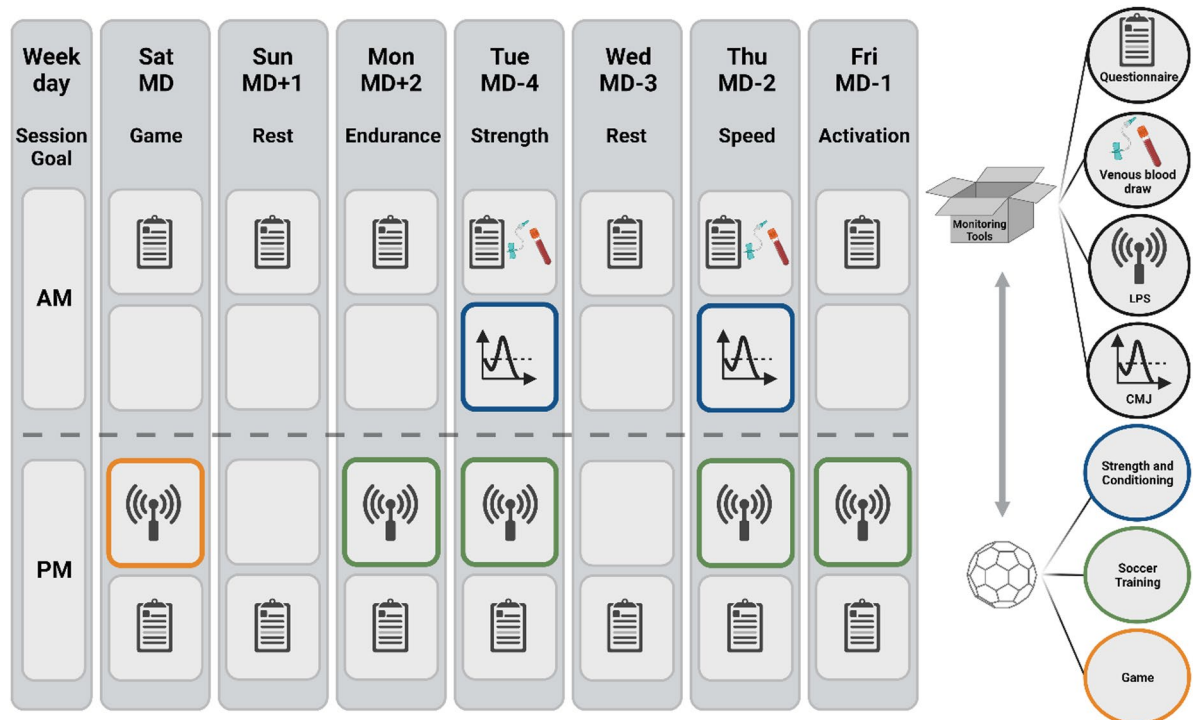 Week
day
Sat
MD
Sun
MD+1
Mon
MD+2
Tue
MD-4
Wed
MD-3
Thu
MD-2
Fri
MD-1
Session
Goal
Game
Rest
Endurance
Strength
Rest
Speed
Activation
AM
PM
Monitoring
Tools
Questionnaire
Venous blood
draw
LPS
CMJ
Strength and
Conditioning
Soccer
Training
Game